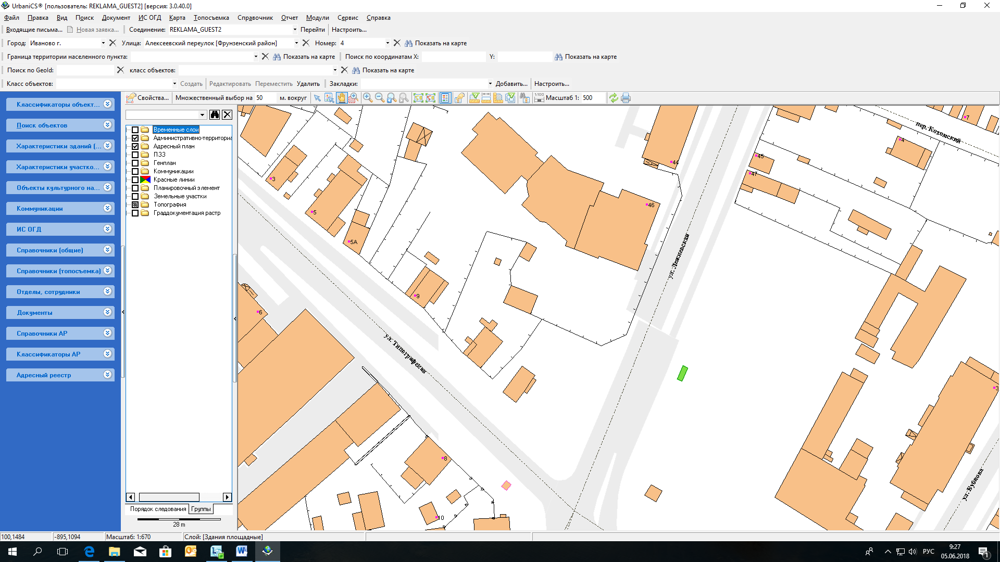 UrbaniCS® [пользователь: REKLAMA_GUEST2] [версия: 3.0.40.0]
Файл Правка Вид Поиск Документ ИС ОГД Карта Топосъемка Справочник Отчет Модули Сервис Справка
Входящие письма... Новая заявка... Соединение: REKLAMA_GUEST2 Перейти Настроить...
Город: Иваново г. Улица: Алексеевский переулок [Фрунзенский район] Номер: 4 Показать на карте
Граница территории населенного пункта: Показать на карте Поиск по координатам X: Y: Показать на карте
Поиск по GeoId: класс объектов: Показать на карте
Класс объектов: Создать Редактировать Переместить Удалить Закладки: Добавить... Настроить...
Свойства... Множественный выбор на 50 м. вокруг 1:100 Масштаб 1: 500
Классификаторы объект...
Поиск объектов
Характеристики зданий (...
Характеристики участко...
Объекты культурного на...
Коммуникации
ИС ОГД
Справочники (общие)
Справочники (топосъемка)
Отделы, сотрудники
Документы
Справочники АР
Классификаторы АР
Адресный реестр
Временные слои
Административно-территориа
Адресный план
ПЗЗ
Генплан
Коммуникации
Красные линии
Планировочный элемент
Земельные участки
Топография
Граддокументация растр
Порядок следования Группы
28 m
7
пер. Кохомский
4
45
44
47
3
46
5
5А
ул. Лежневская
9
6
ул. Типографская
3
8
ул. Бубнова
10
100,1484 -895,1094 Масштаб: 1:670 Слой: [Здания площадные]
РУС 9:27
05.06.2018
1